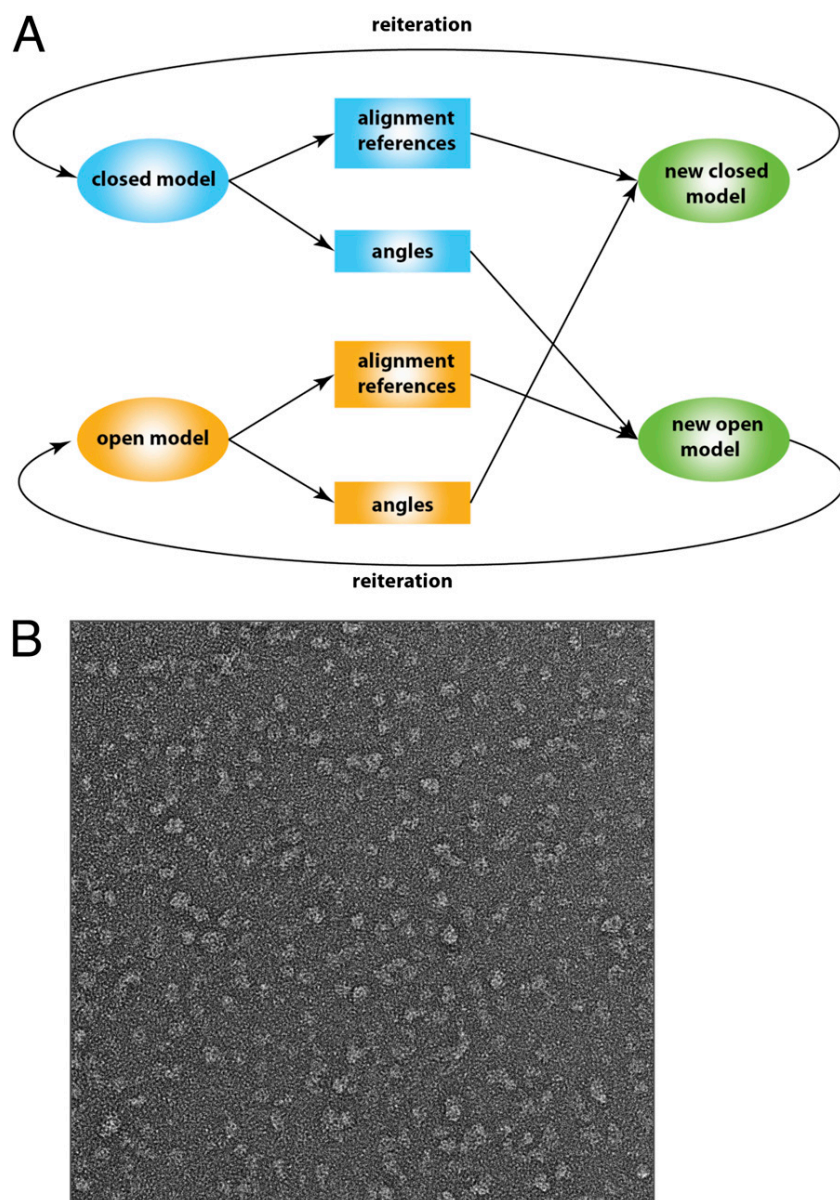 A
reiteration
alignment
references
closed model
new closed
model
angles
alignment
references
open model
new open
model
angles
reiteration
B